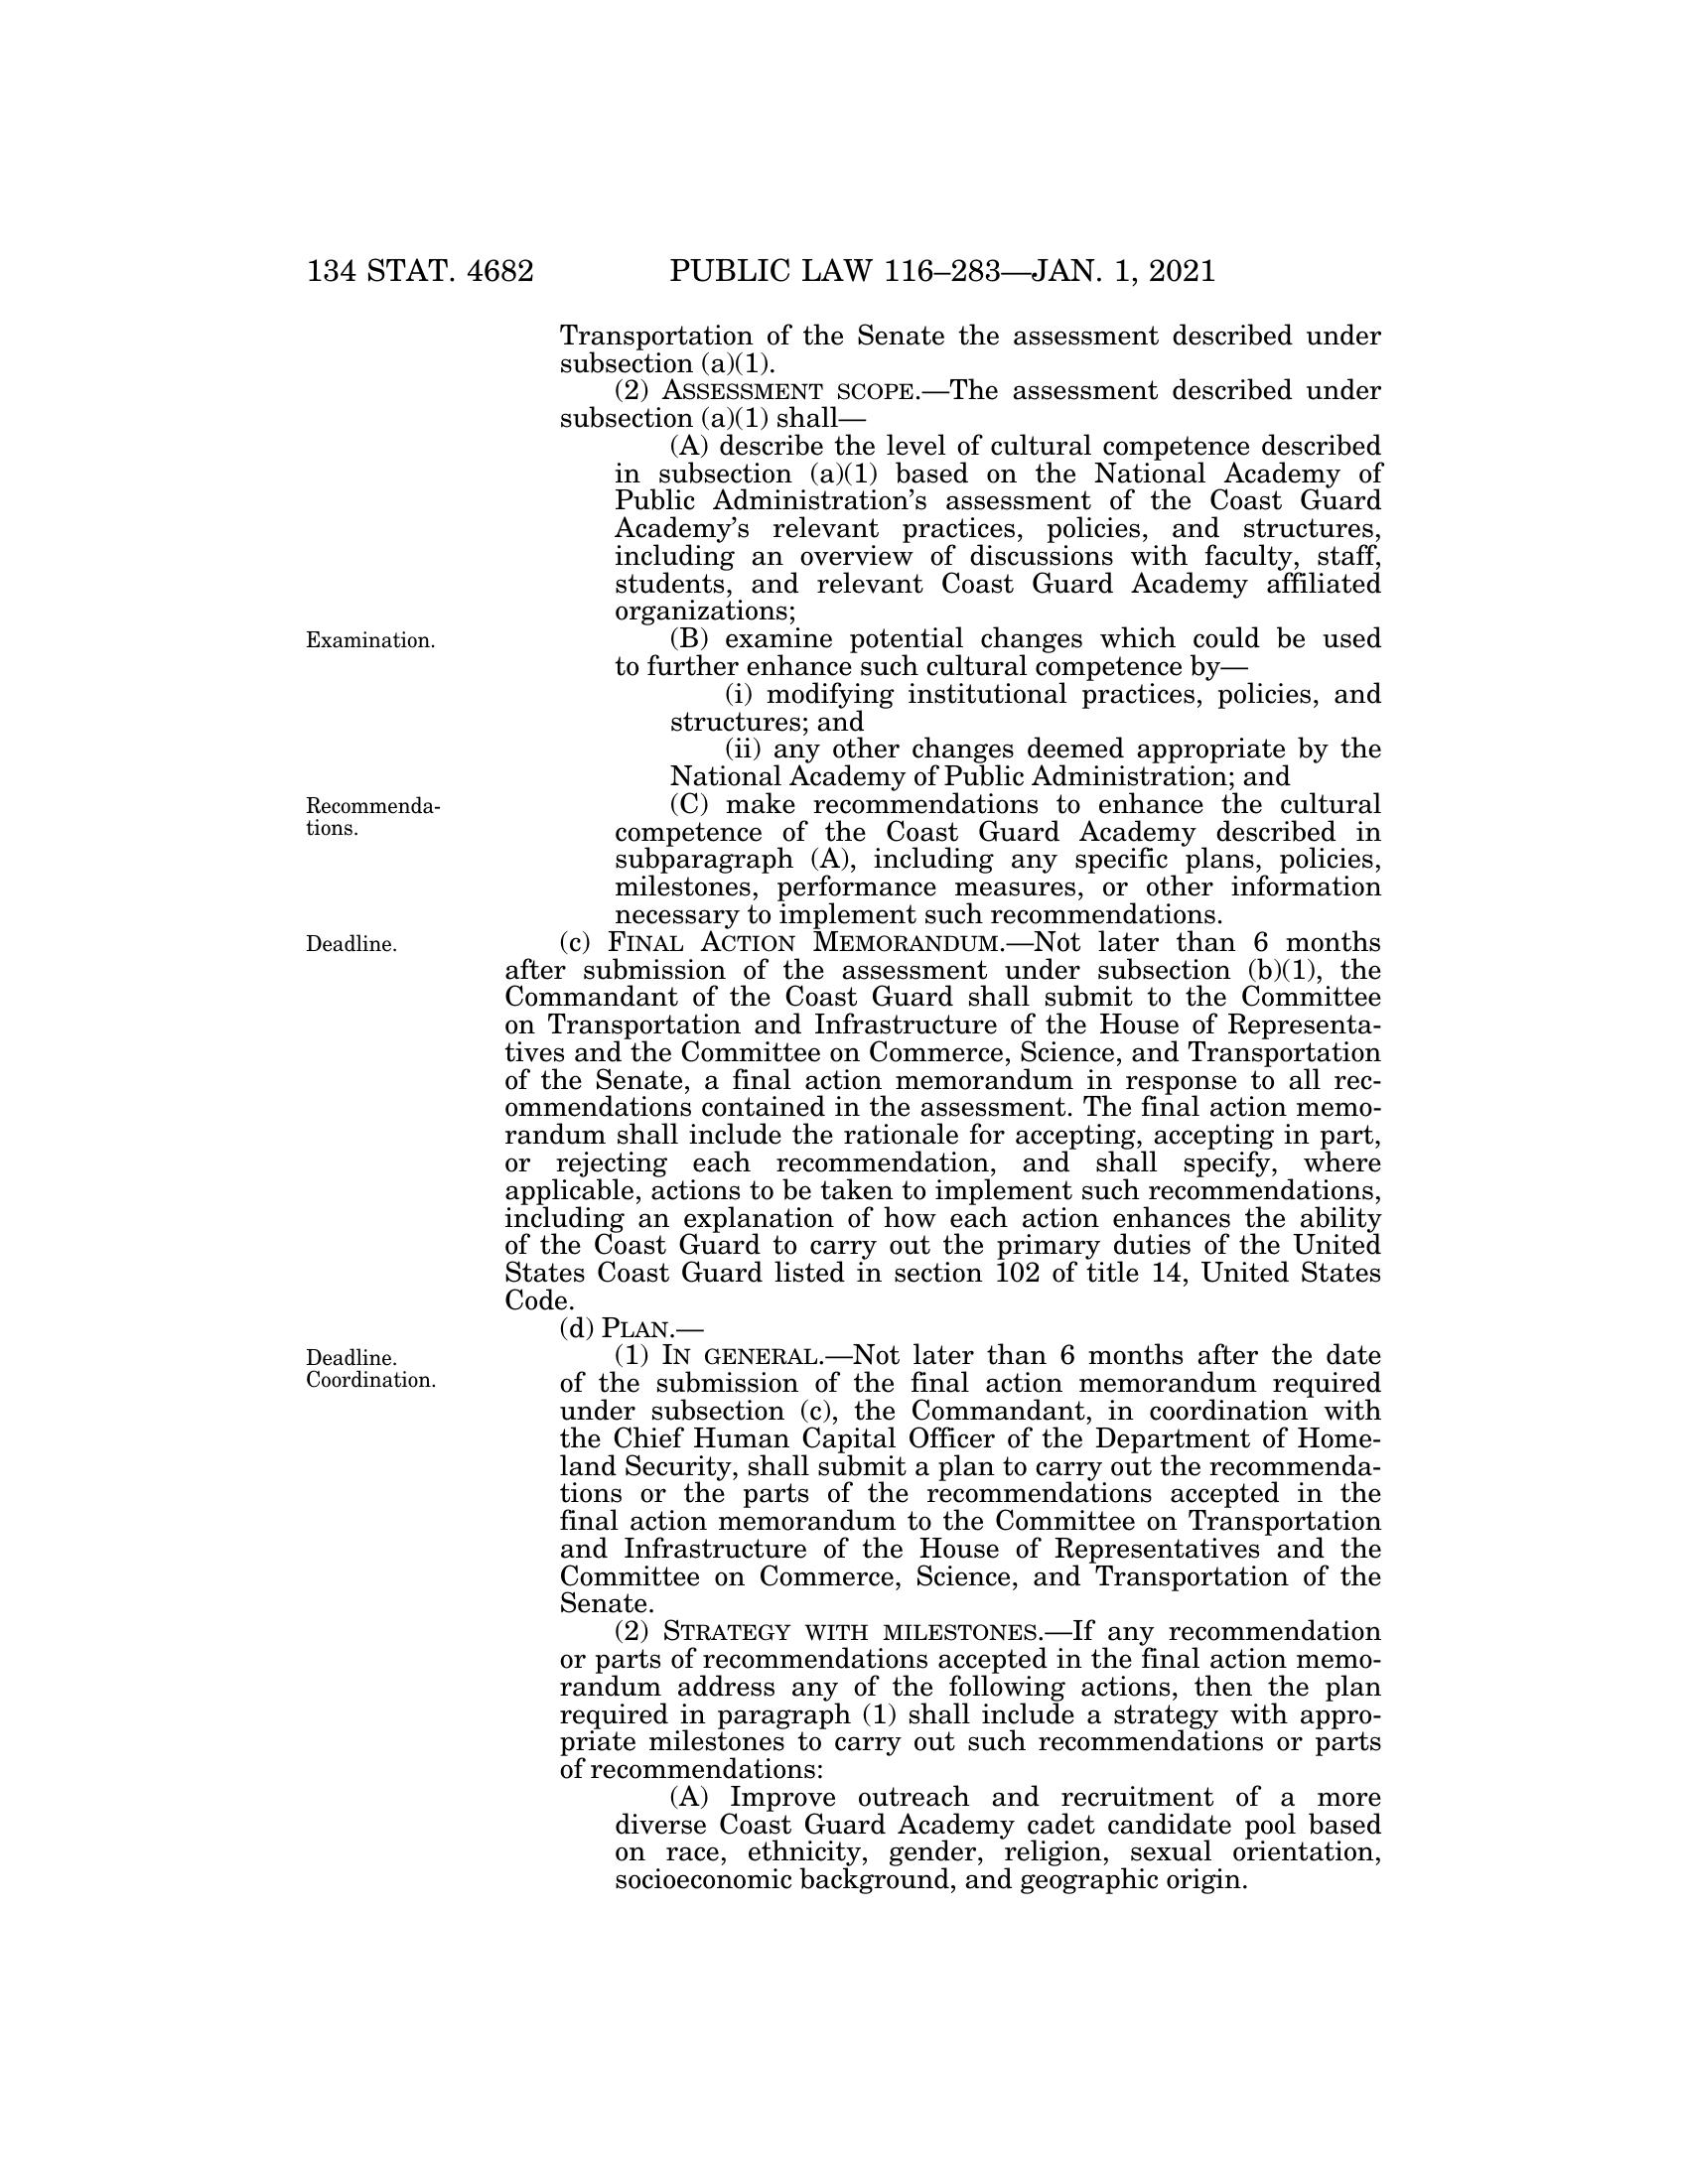 134 STAT. 4682
PUBLIC LAW 116–283—JAN. 1, 2021
Transportation of the Senate the assessment described under
subsection (a)(1).
(2) ASSESSMENT SCOPE.—The assessment described under
subsection (a)(1) shall—
(A) describe the level of cultural competence described
in subsection (a)(1) based on the National Academy of
Public Administration's assessment of the Coast Guard
Academy's relevant practices, policies, and structures,
including an overview of discussions with faculty, staff,
students, and relevant Coast Guard Academy affiliated
organizations;
Examination.
(B) examine potential changes which could be used
to further enhance such cultural competence by—
(i) modifying institutional practices, policies, and
structures; and
(ii) any other changes deemed appropriate by the
National Academy of Public Administration; and
Recommenda-
tions.
(C) make recommendations to enhance the cultural
competence of the Coast Guard Academy described in
subparagraph (A), including any specific plans, policies,
milestones, performance measures, or other information
necessary to implement such recommendations.
Deadline.
(c) FINAL ACTION MEMORANDUM.—Not later than 6 months
after submission of the assessment under subsection (b)(1), the
Commandant of the Coast Guard shall submit to the Committee
on Transportation and Infrastructure of the House of Representa-
tives and the Committee on Commerce, Science, and Transportation
of the Senate, a final action memorandum in response to all rec-
ommendations contained in the assessment. The final action memo-
randum shall include the rationale for accepting, accepting in part,
or rejecting each recommendation, and shall specify, where
applicable, actions to be taken to implement such recommendations,
including an explanation of how each action enhances the ability
of the Coast Guard to carry out the primary duties of the United
States Coast Guard listed in section 102 of title 14, United States
Code.
(d) PLAN.—
Deadline.
Coordination.
(1) IN GENERAL.—Not later than 6 months after the date
of the submission of the final action memorandum required
under subsection (c), the Commandant, in coordination with
the Chief Human Capital Officer of the Department of Home-
land Security, shall submit a plan to carry out the recommenda-
tions or the parts of the recommendations accepted in the
final action memorandum to the Committee on Transportation
and Infrastructure of the House of Representatives and the
Committee on Commerce, Science, and Transportation of the
Senate.
(2) STRATEGY WITH MILESTONES.—If any recommendation
or parts of recommendations accepted in the final action memo-
randum address any of the following actions, then the plan
required in paragraph (1) shall include a strategy with appro-
priate milestones to carry out such recommendations or parts
of recommendations:
(A) Improve outreach and recruitment of a more
diverse Coast Guard Academy cadet candidate pool based
on race, ethnicity, gender, religion, sexual orientation,
socioeconomic background, and geographic origin.